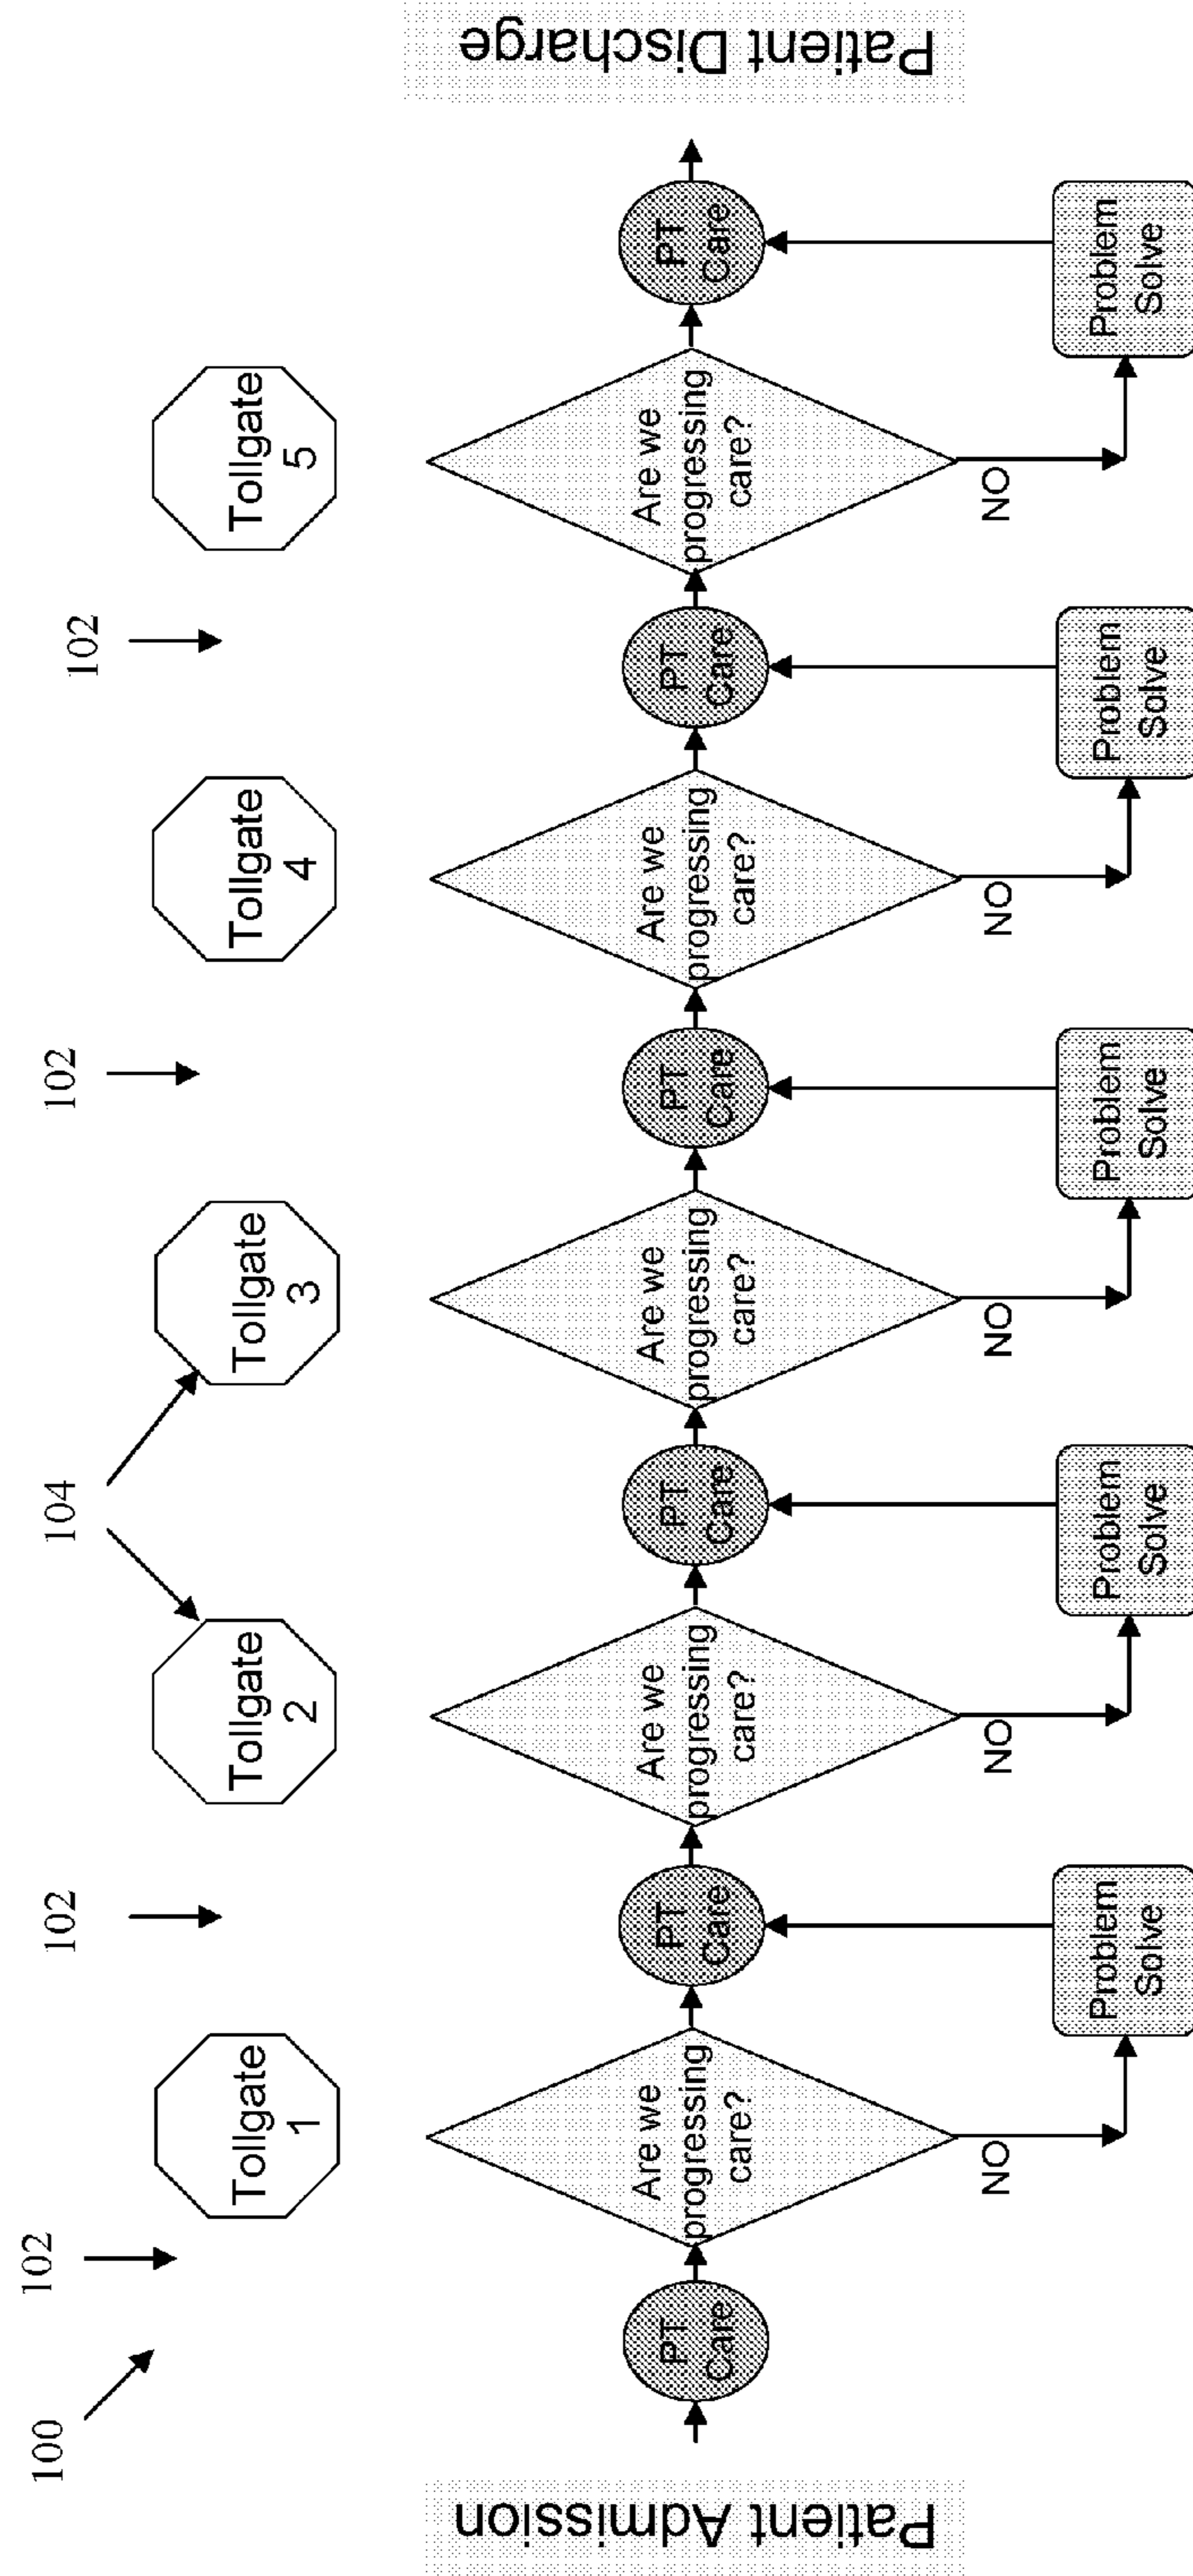 100
102
102
104
102
102
Tollgate
1
Tollgate
2
Tollgate
3
Tollgate
4
Tollgate
5
Patient Admission
PT
Care
Are we
progressing
care?
PT
Care
Are we
progressing
care?
PT
Care
Are we
progressing
care?
PT
Care
Are we
progressing
care?
PT
Care
Are we
progressing
care?
PT
Care
Patient Discharge
NO
Problem
Solve
NO
Problem
Solve
NO
Problem
Solve
NO
Problem
Solve
NO
Problem
Solve